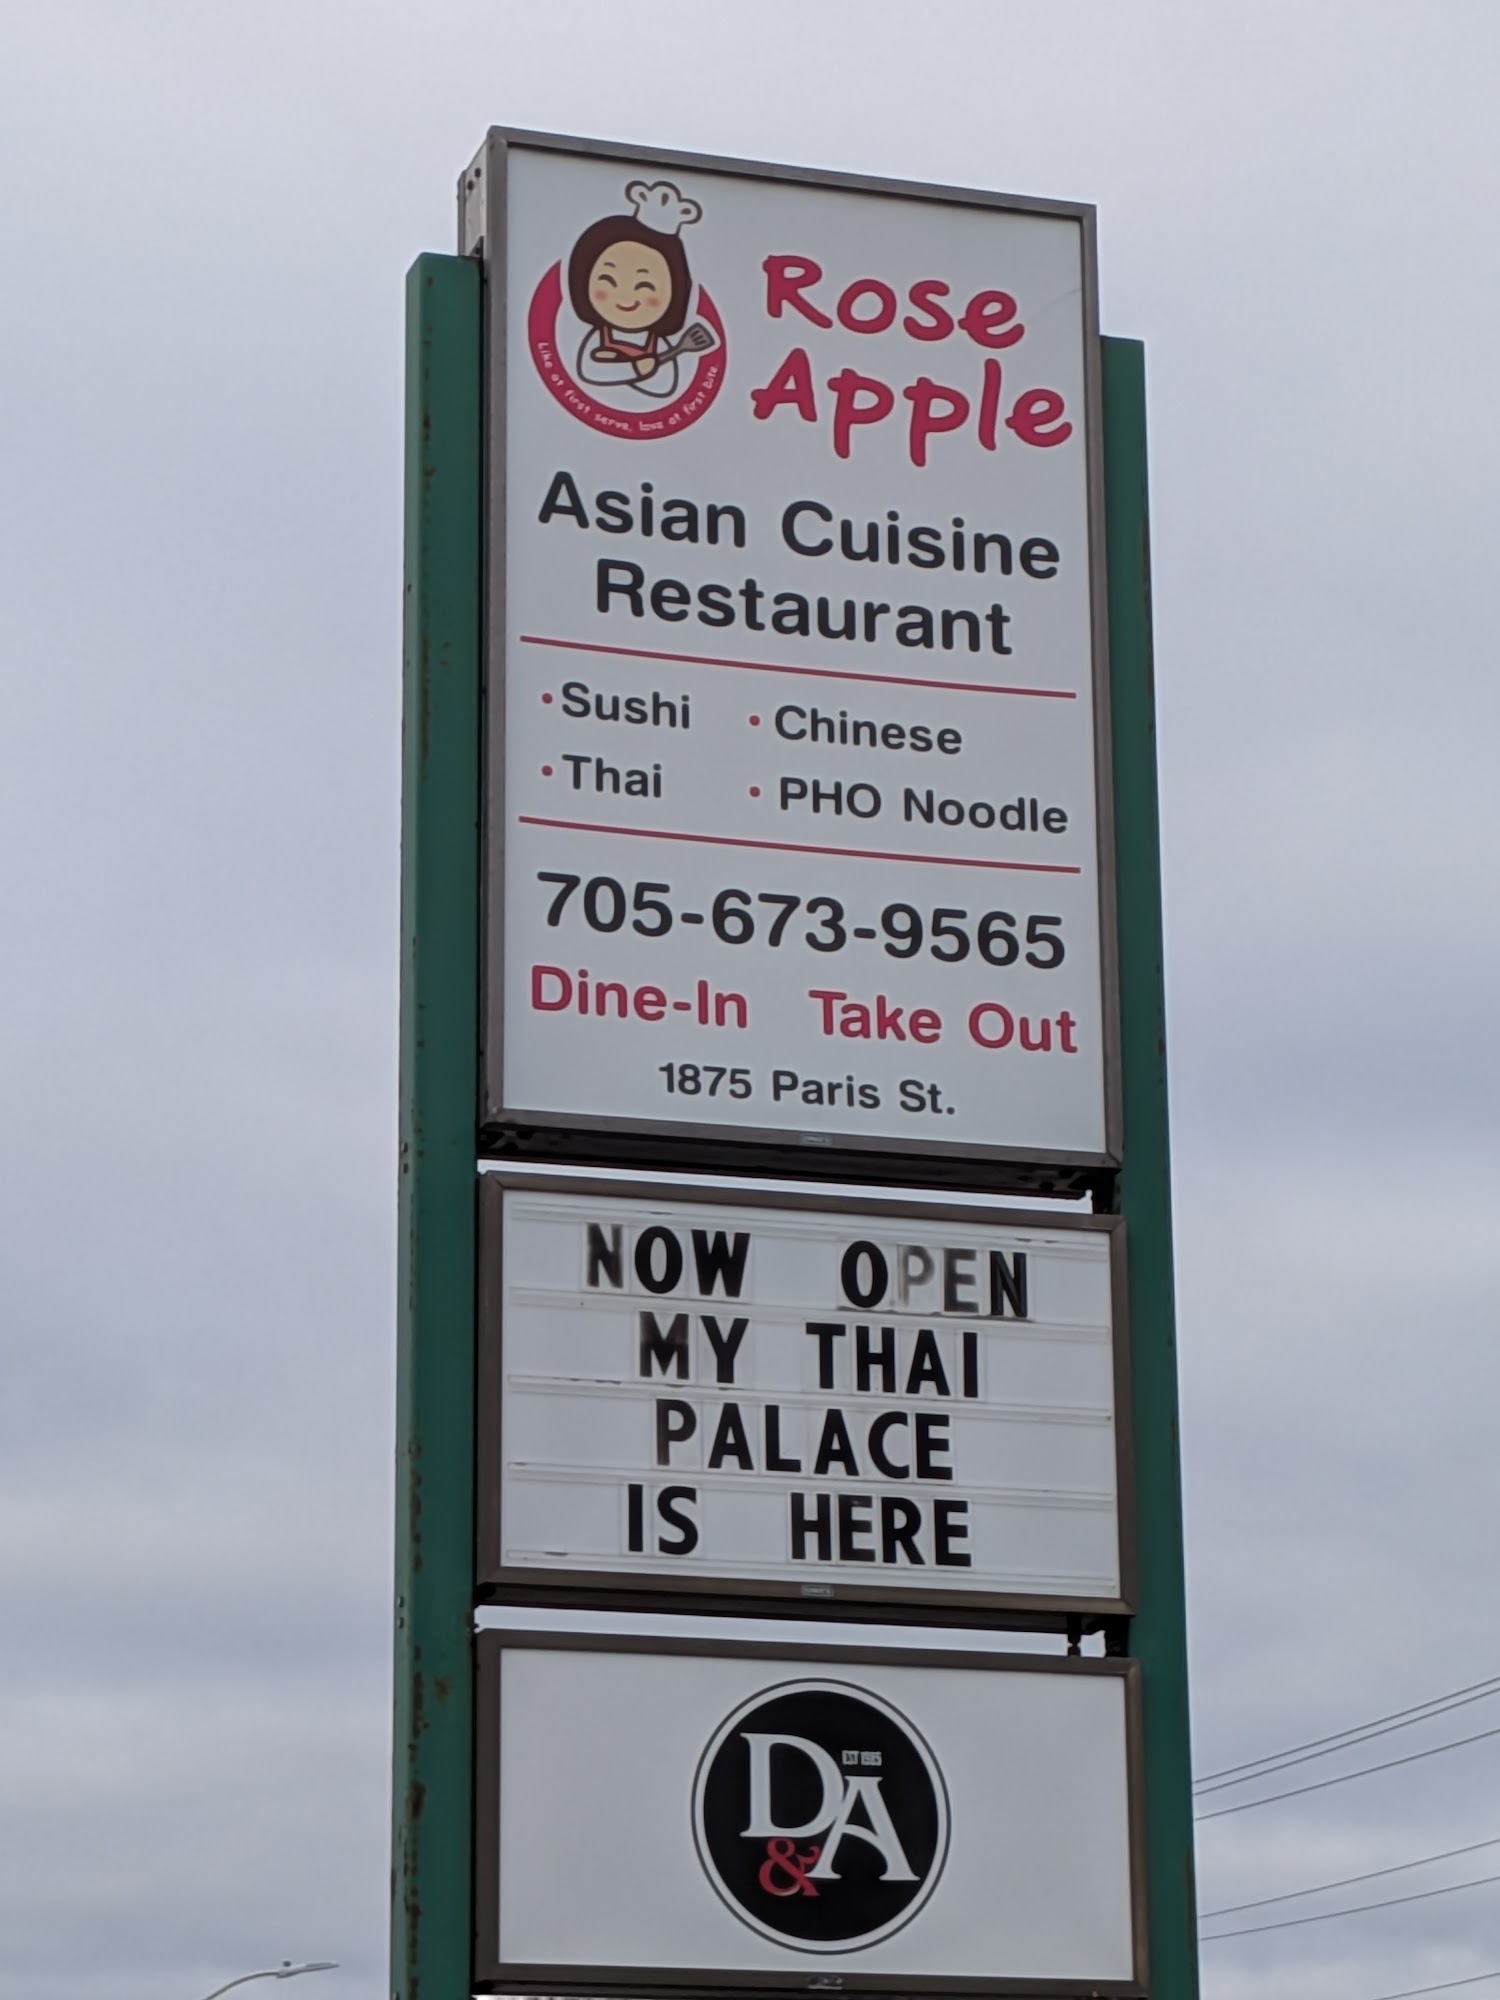 Like at first serve, love at first bite
Rose
Apple
Asian Cuisine
Restaurant
• Sushi • Chinese
• Thai • PHO Noodle
705-673-9565
Dine-In Take Out
1875 Paris St.
NOW OPEN
MY THAI
PALACE
IS HERE
D&A